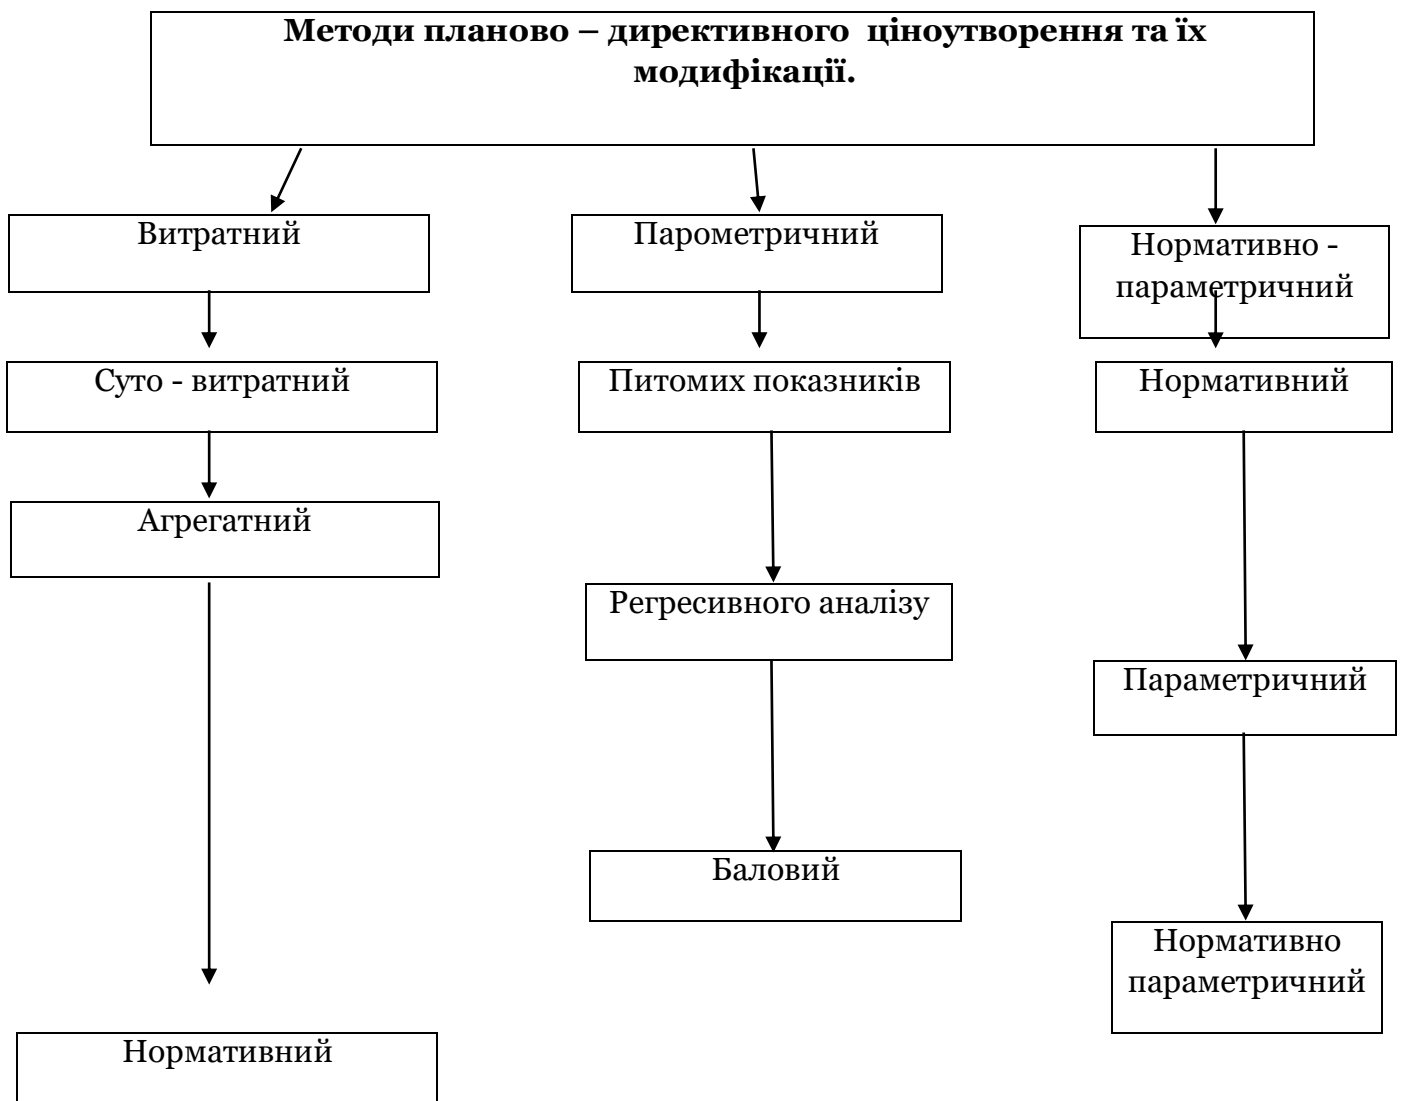 Методи планово – директивного ціноутворення та їх
модифікації.
Витратний
Парометричний
Нормативно -
параметричний
Суто - витратний
Питомих показників
Нормативний
Агрегатний
Регресивного аналізу
Параметричний
Баловий
Нормативно
параметричний
Нормативний